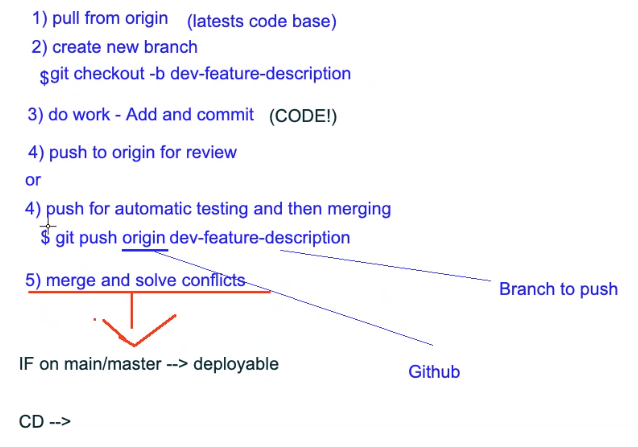 1) pull from origin (latests code base)
2) create new branch
$git checkout -b dev-feature-description
3) do work - Add and commit (CODE!)
4) push to origin for review
or
4) push for automatic testing and then merging
$ git push origin dev-feature-description
5) merge and solve conflicts
Branch to push
IF on main/master --> deployable
Github
CD -->